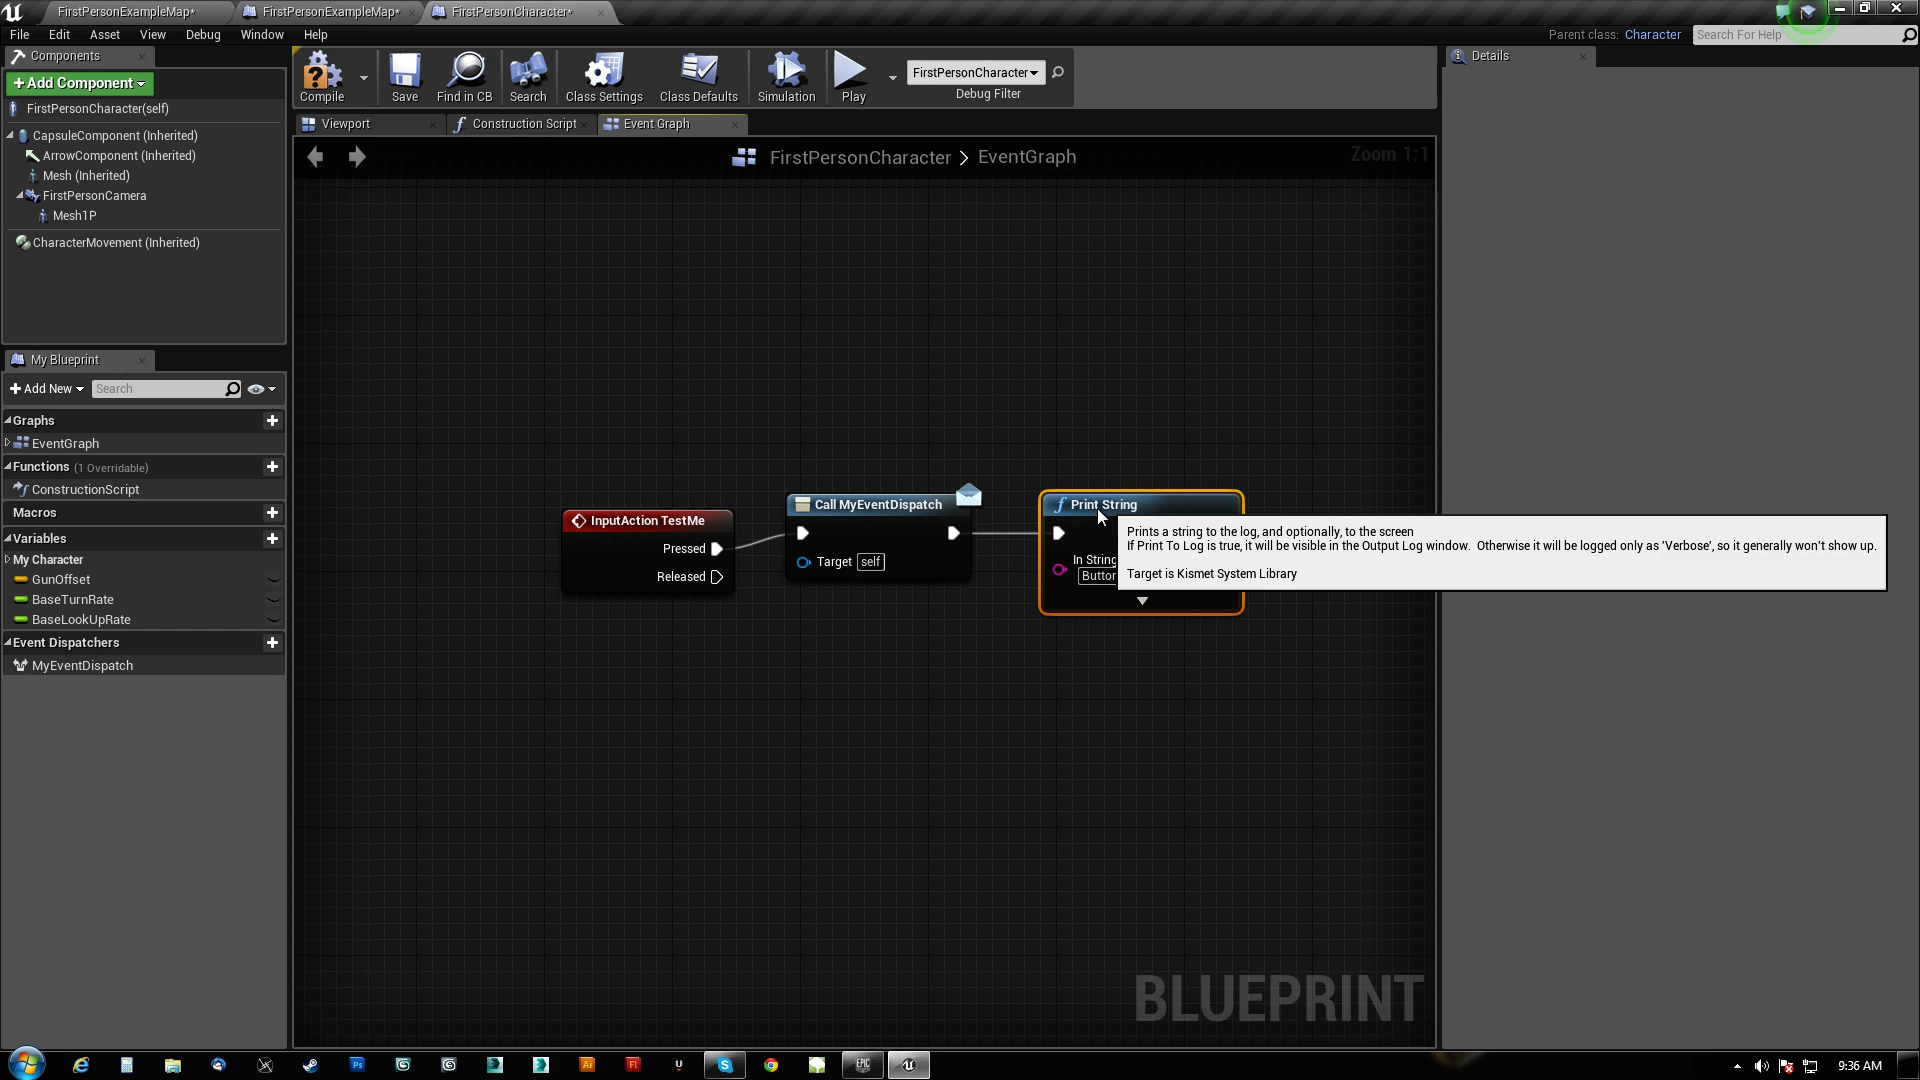 FirstPersonExampleMap*
FirstPersonExampleMap*
FirstPersonCharacter*
File Edit Asset View Debug Window Help
Parent class: Character
Search For Help
Components
+Add Component
FirstPersonCharacter(self)
CapsuleComponent (Inherited)
ArrowComponent (Inherited)
Mesh (Inherited)
FirstPersonCamera
Mesh1P
CharacterMovement (Inherited)
Compile
Save
Find in CB
Search
Class Settings
Class Defaults
Simulation
Play
FirstPersonCharacter
Debug Filter
Details
Viewport
Construction Script
Event Graph
FirstPersonCharacter > EventGraph
Zoom 1:1
My Blueprint
+Add New
Search
Graphs
EventGraph
Functions (1 Overridable)
ConstructionScript
Macros
Variables
My Character
GunOffset
BaseTurnRate
BaseLookUpRate
Event Dispatchers
MyEventDispatch
InputAction TestMe
Pressed
Released
Call MyEventDispatch
Target self
Print String
In String
Button
Prints a string to the log, and optionally, to the screen
If Print To Log is true, it will be visible in the Output Log window. Otherwise it will be logged only as 'Verbose', so it generally won't show up.
Target is Kismet System Library
BLUEPRINT
Ps
Ai
Fl
EPIC
9:36 AM